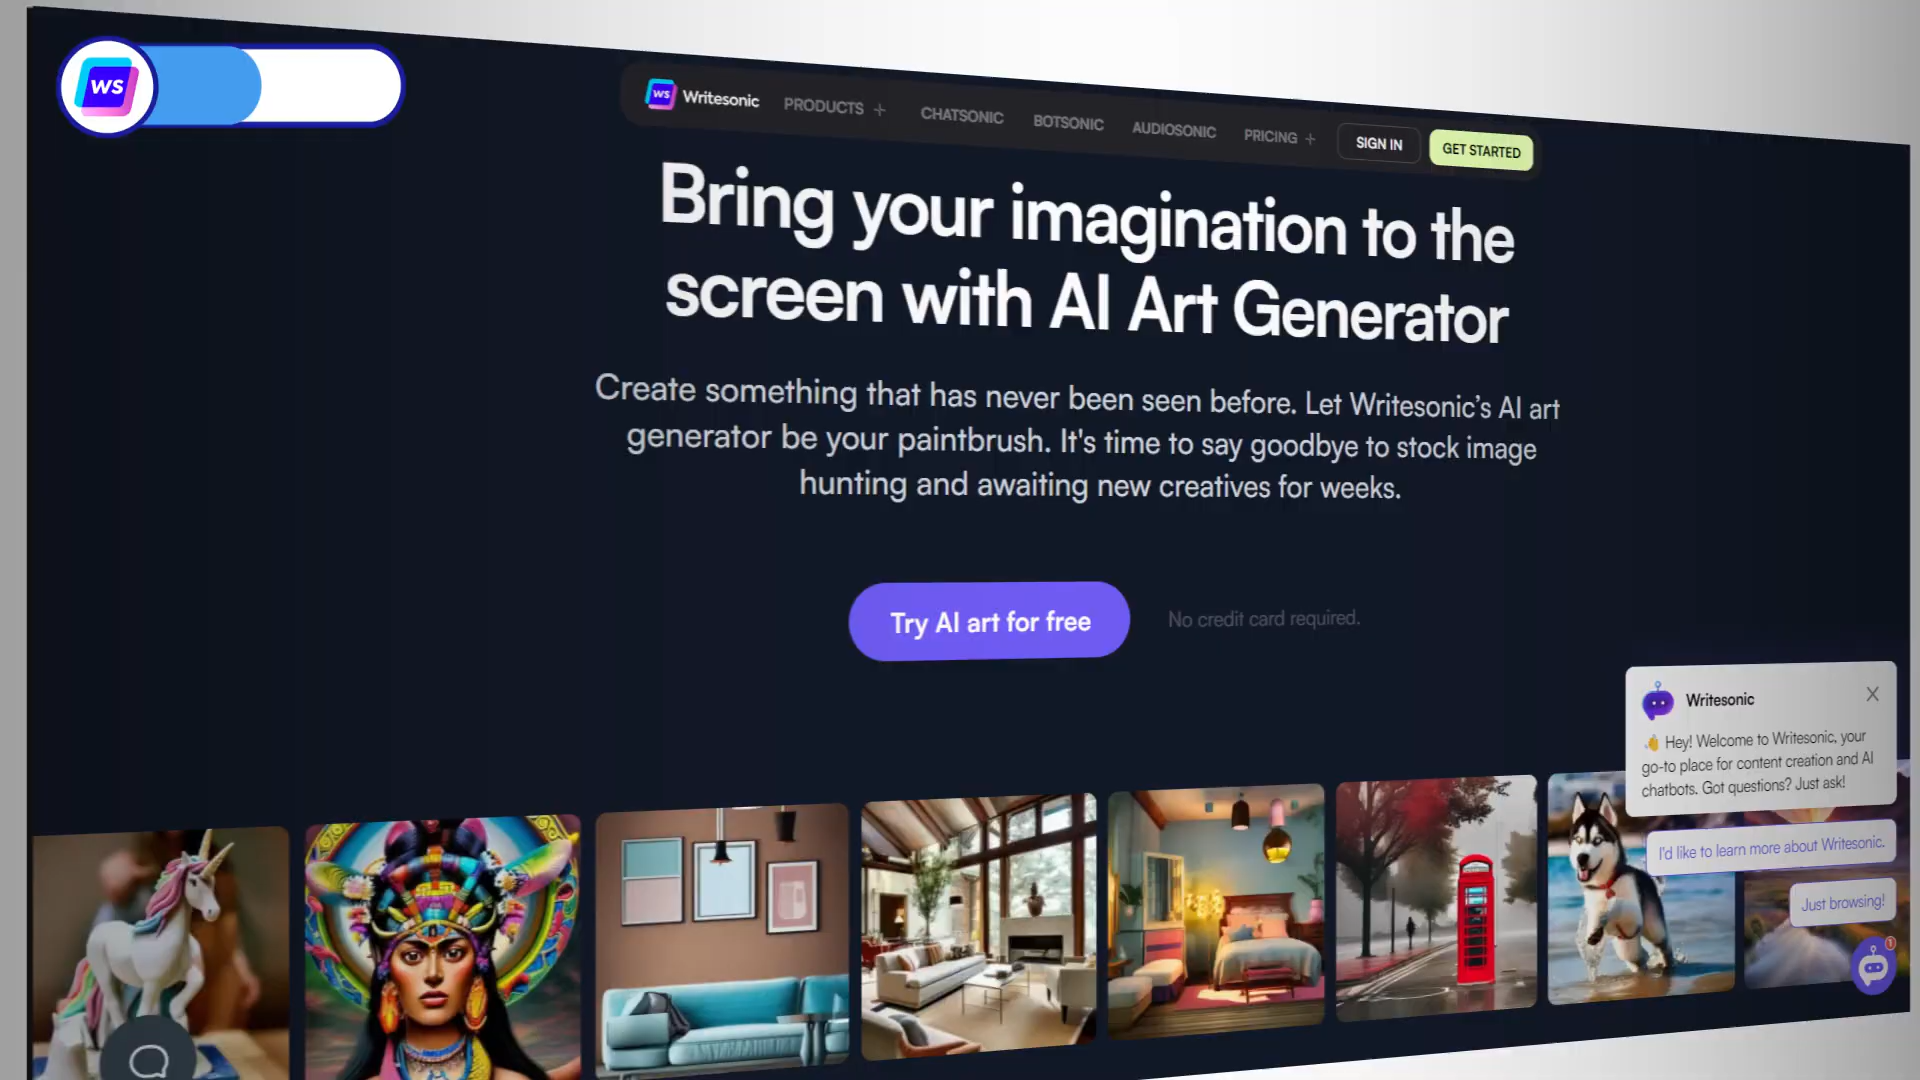 WS
WS Writesonic PRODUCTS + CHATSONIC BOTSONIC AUDIOSONIC PRICING + SIGN IN GET STARTED
Bring your imagination to the
screen with AI Art Generator
Create something that has never been seen before. Let Writesonic’s AI art
generator be your paintbrush. It's time to say goodbye to stock image
hunting and awaiting new creatives for weeks.
Try AI art for free
No credit card required.
Writesonic
👋 Hey! Welcome to Writesonic, your
go-to place for content creation and AI
chatbots. Got questions? Just ask!
I'd like to learn more about Writesonic.
Just browsing!
1